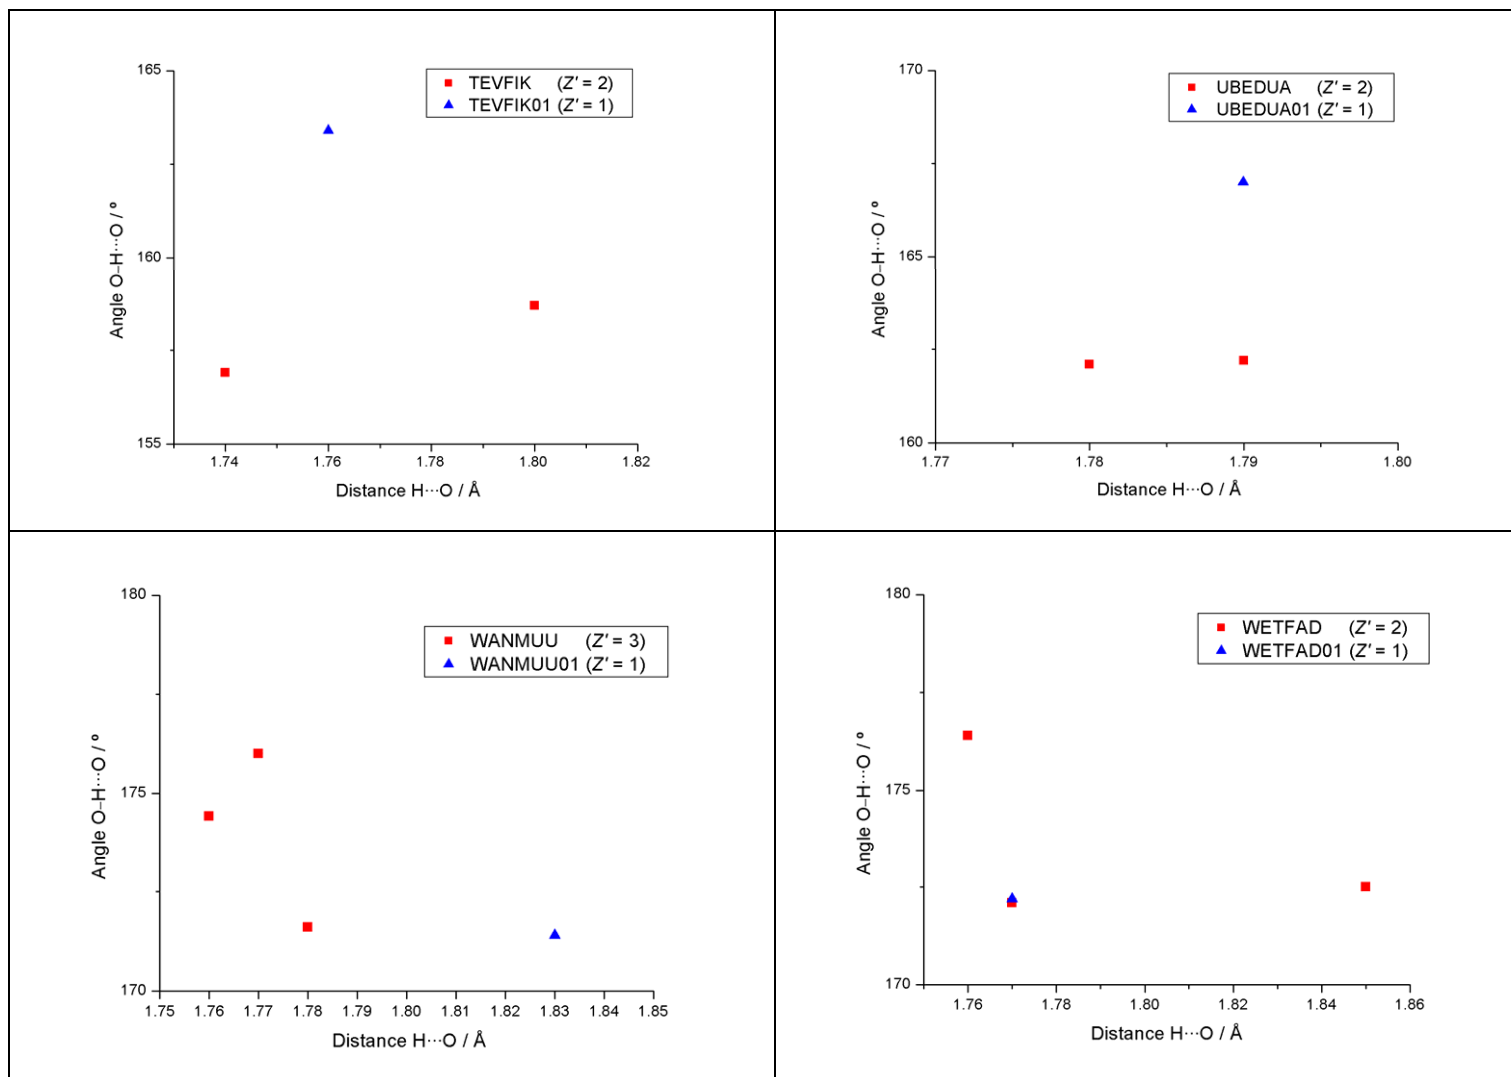 TEVFIK (Z' = 2)
TEVFIK01 (Z' = 1)
165
160
155
Angle O–H···O / º
1.74 1.76 1.78 1.80 1.82
Distance H···O / Å
UBEDUA (Z' = 2)
UBEDUA01 (Z' = 1)
170
165
160
Angle O–H···O / º
1.77 1.78 1.79 1.80
Distance H···O / Å
WANMUU (Z' = 3)
WANMUU01 (Z' = 1)
180
175
170
Angle O–H···O / º
1.75 1.76 1.77 1.78 1.79 1.80 1.81 1.82 1.83 1.84 1.85
Distance H···O / Å
WETFAD (Z' = 2)
WETFAD01 (Z' = 1)
180
175
170
Angle O–H···O / º
1.76 1.78 1.80 1.82 1.84 1.86
Distance H···O / Å